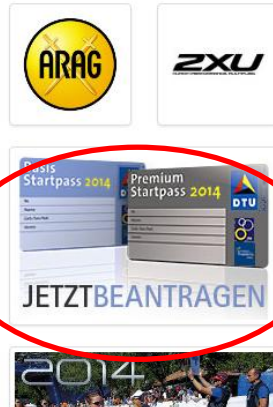 ARAG
2XU
Basis
Startpass 2014
Premium
Startpass 2014
DTU
JETZTBEANTRAGEN
2014